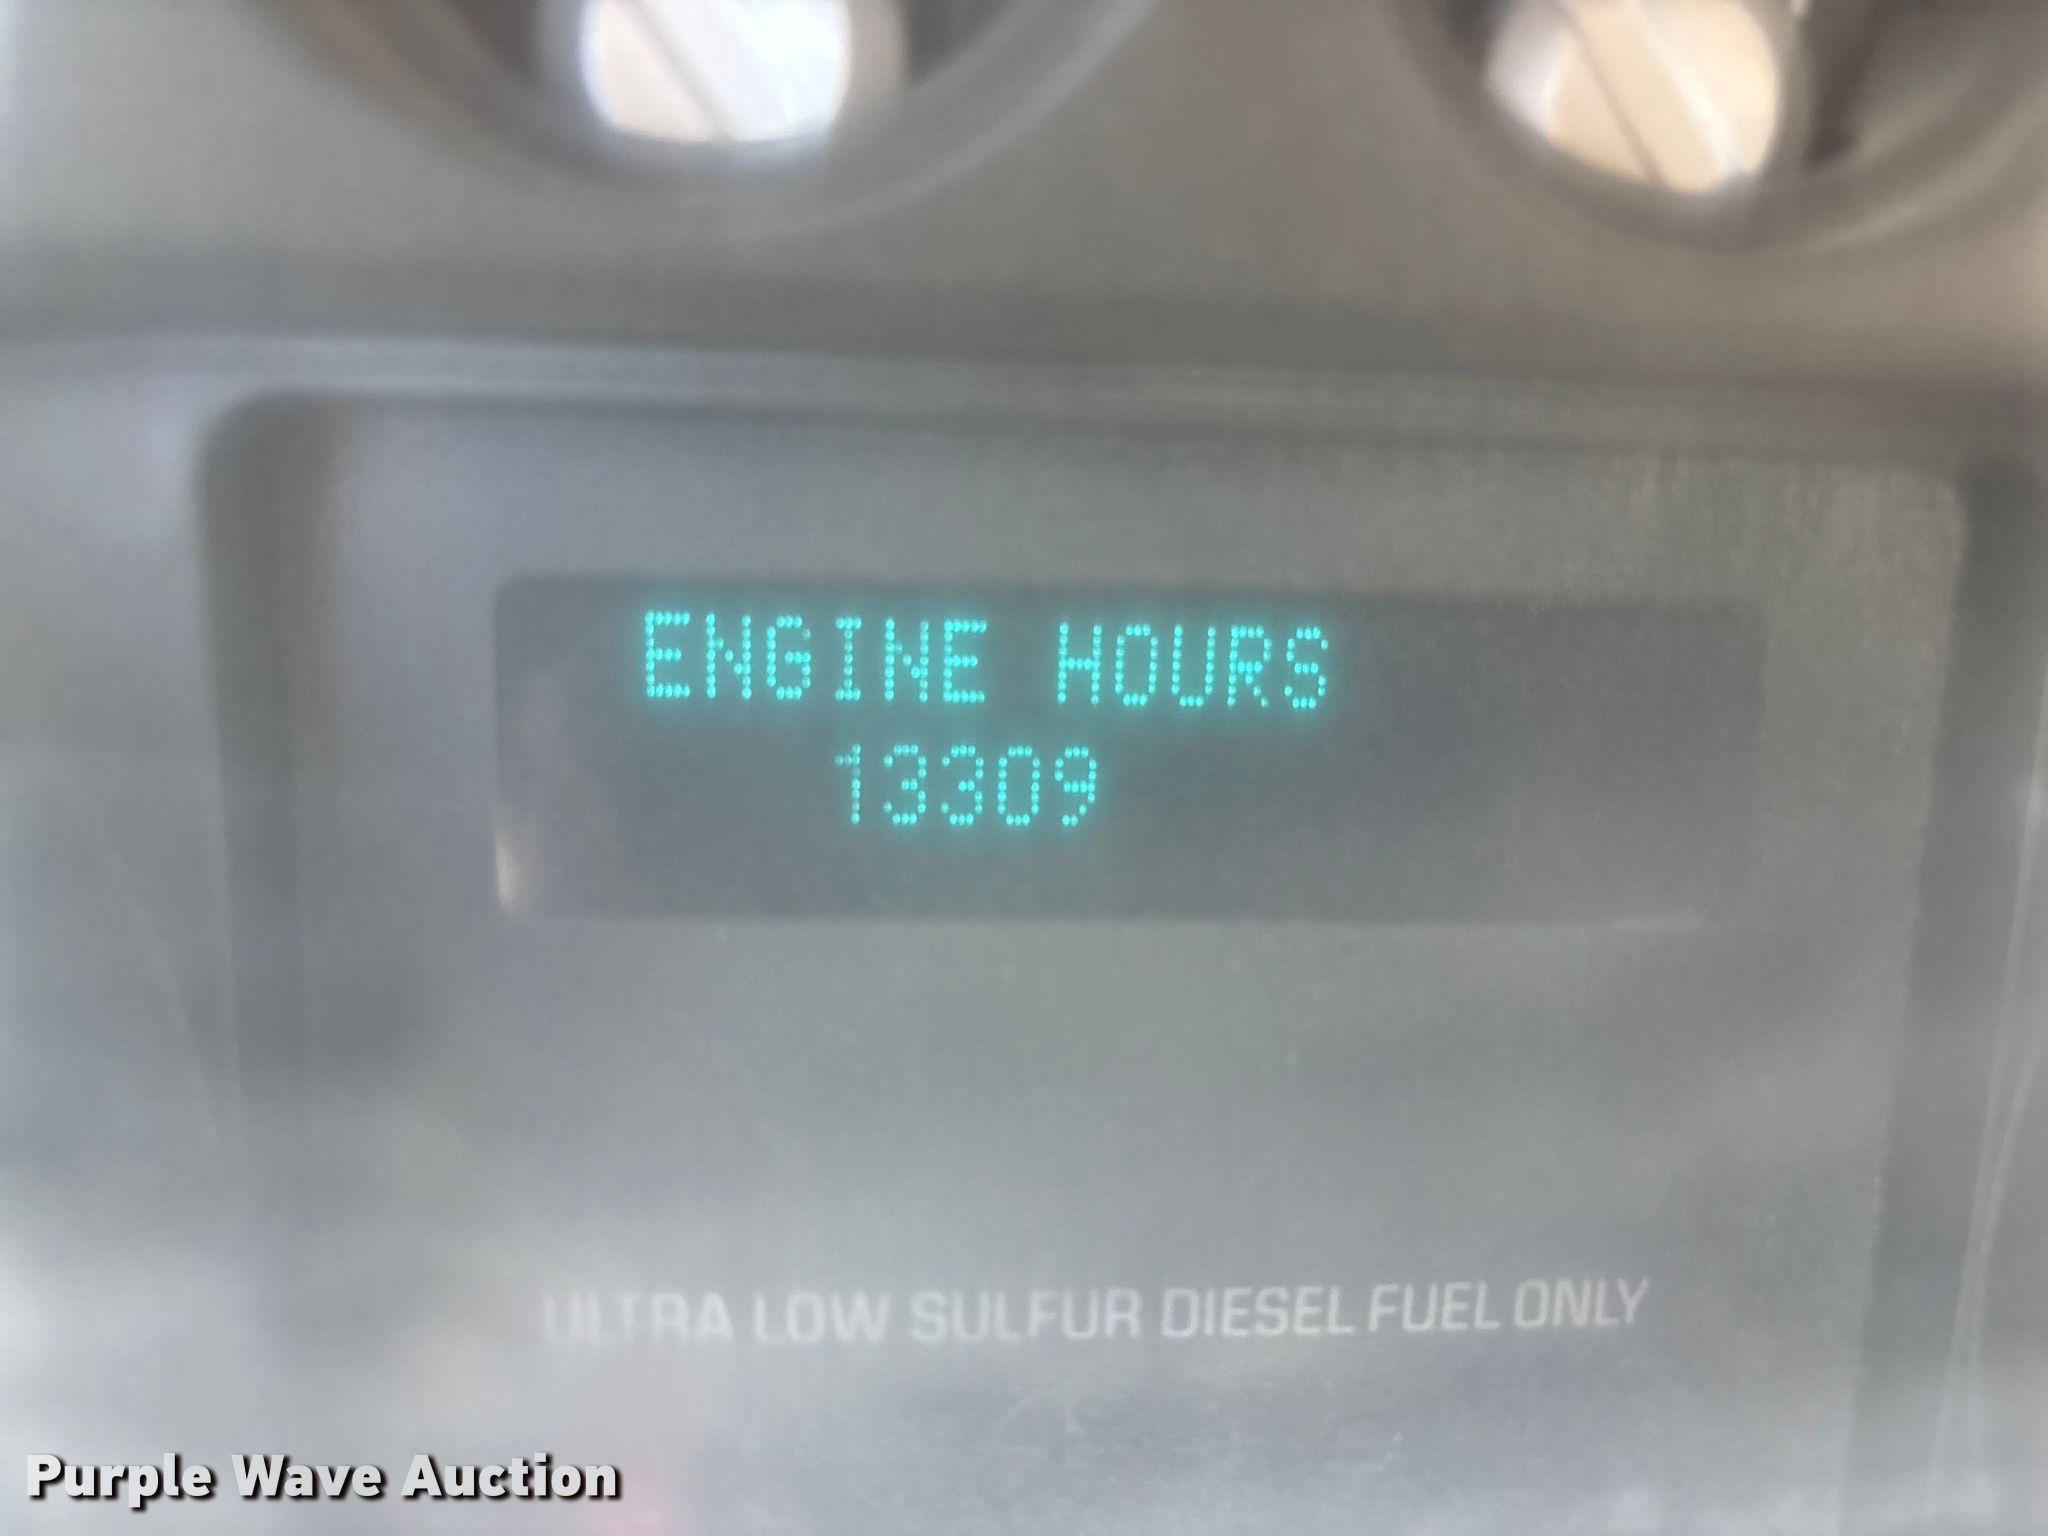 ENGINE HOURS
13309
ULTRA LOW SULFUR DIESEL FUEL ONLY
Purple Wave Auction